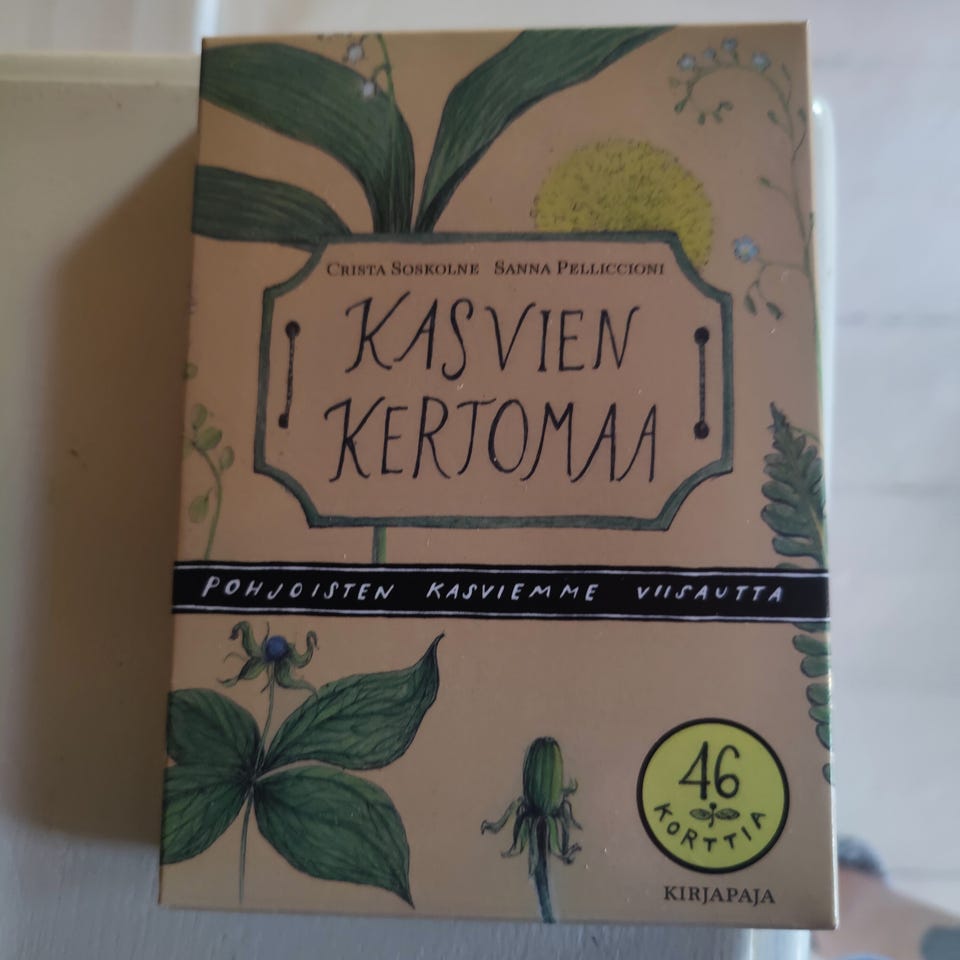 CRISTA SOSKOLNE SANNA PELLICCIONI
KASVIEN
KERTOMAA
POHJOISTEN KASVIEMME VIISAUTTA
46
KORTTIA
KIRJAPAJA